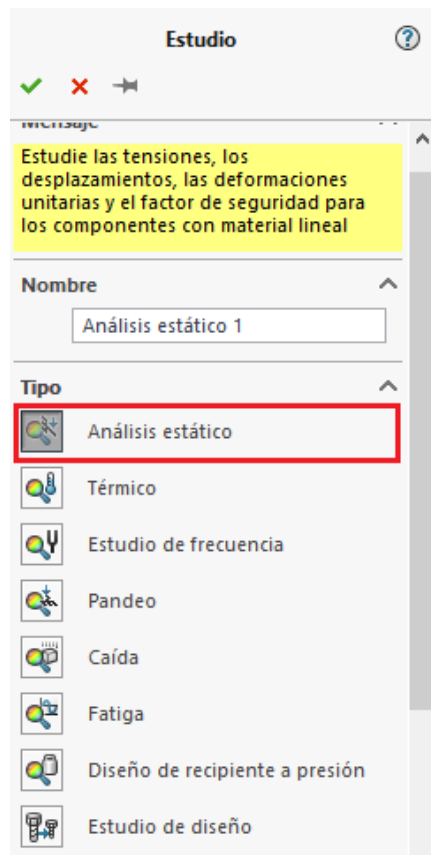 Estudio
Mensaje
Estudie las tensiones, los
desplazamientos, las deformaciones
unitarias y el factor de seguridad para
los componentes con material lineal
Nombre
Análisis estático 1
Tipo
Análisis estático
Térmico
Estudio de frecuencia
Pandeo
Caída
Fatiga
Diseño de recipiente a presión
Estudio de diseño